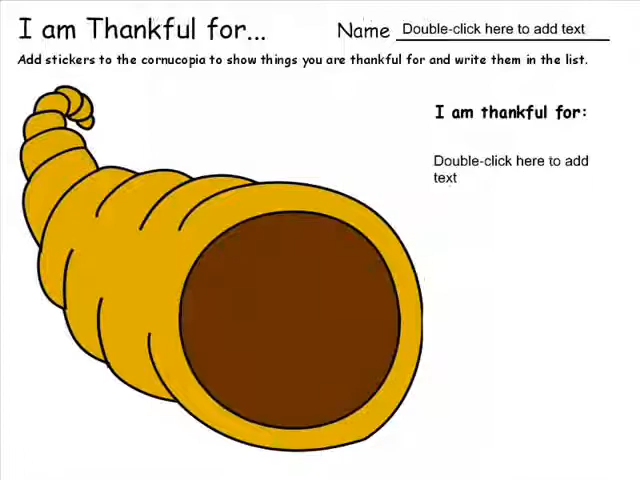 I am Thankful for...
Name Double-click here to add text
Add stickers to the cornucopia to show things you are thankful for and write them in the list.
I am thankful for:
Double-click here to add
text